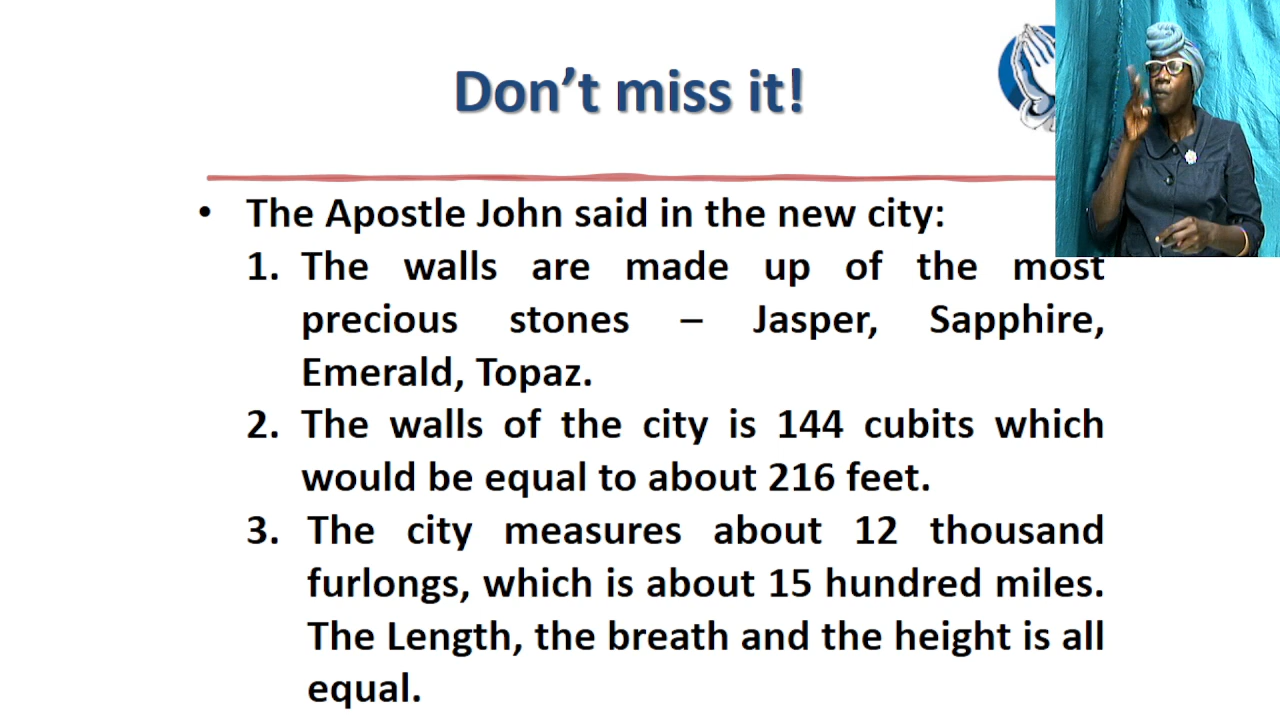 Don’t miss it!
• The Apostle John said in the new city:
1. The walls are made up of the most
precious stones – Jasper, Sapphire,
Emerald, Topaz.
2. The walls of the city is 144 cubits which
would be equal to about 216 feet.
3. The city measures about 12 thousand
furlongs, which is about 15 hundred miles.
The Length, the breath and the height is all
equal.